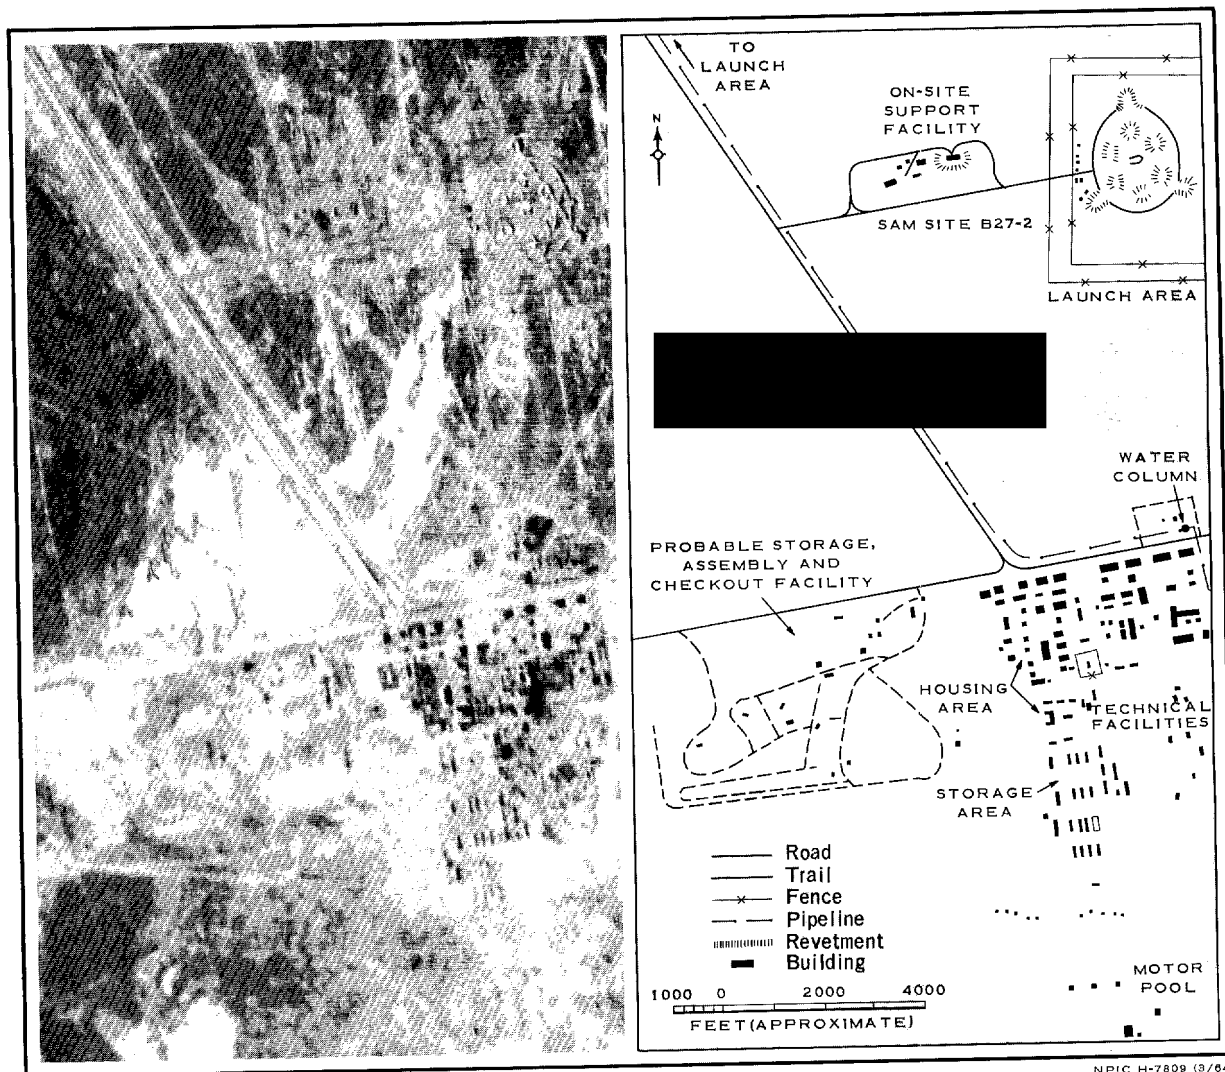 TO
LAUNCH
AREA
ON-SITE
SUPPORT
FACILITY
N
SAM SITE B27-2
LAUNCH AREA
WATER
COLUMN
PROBABLE STORAGE,
ASSEMBLY AND
CHECKOUT FACILITY
HOUSING
AREA
TECHNICAL
FACILITIES
STORAGE
AREA
Road
Trail
Fence
Pipeline
Revetment
Building
MOTOR
POOL
1000 0 2000 4000
FEET (APPROXIMATE)
NPIC H-7809